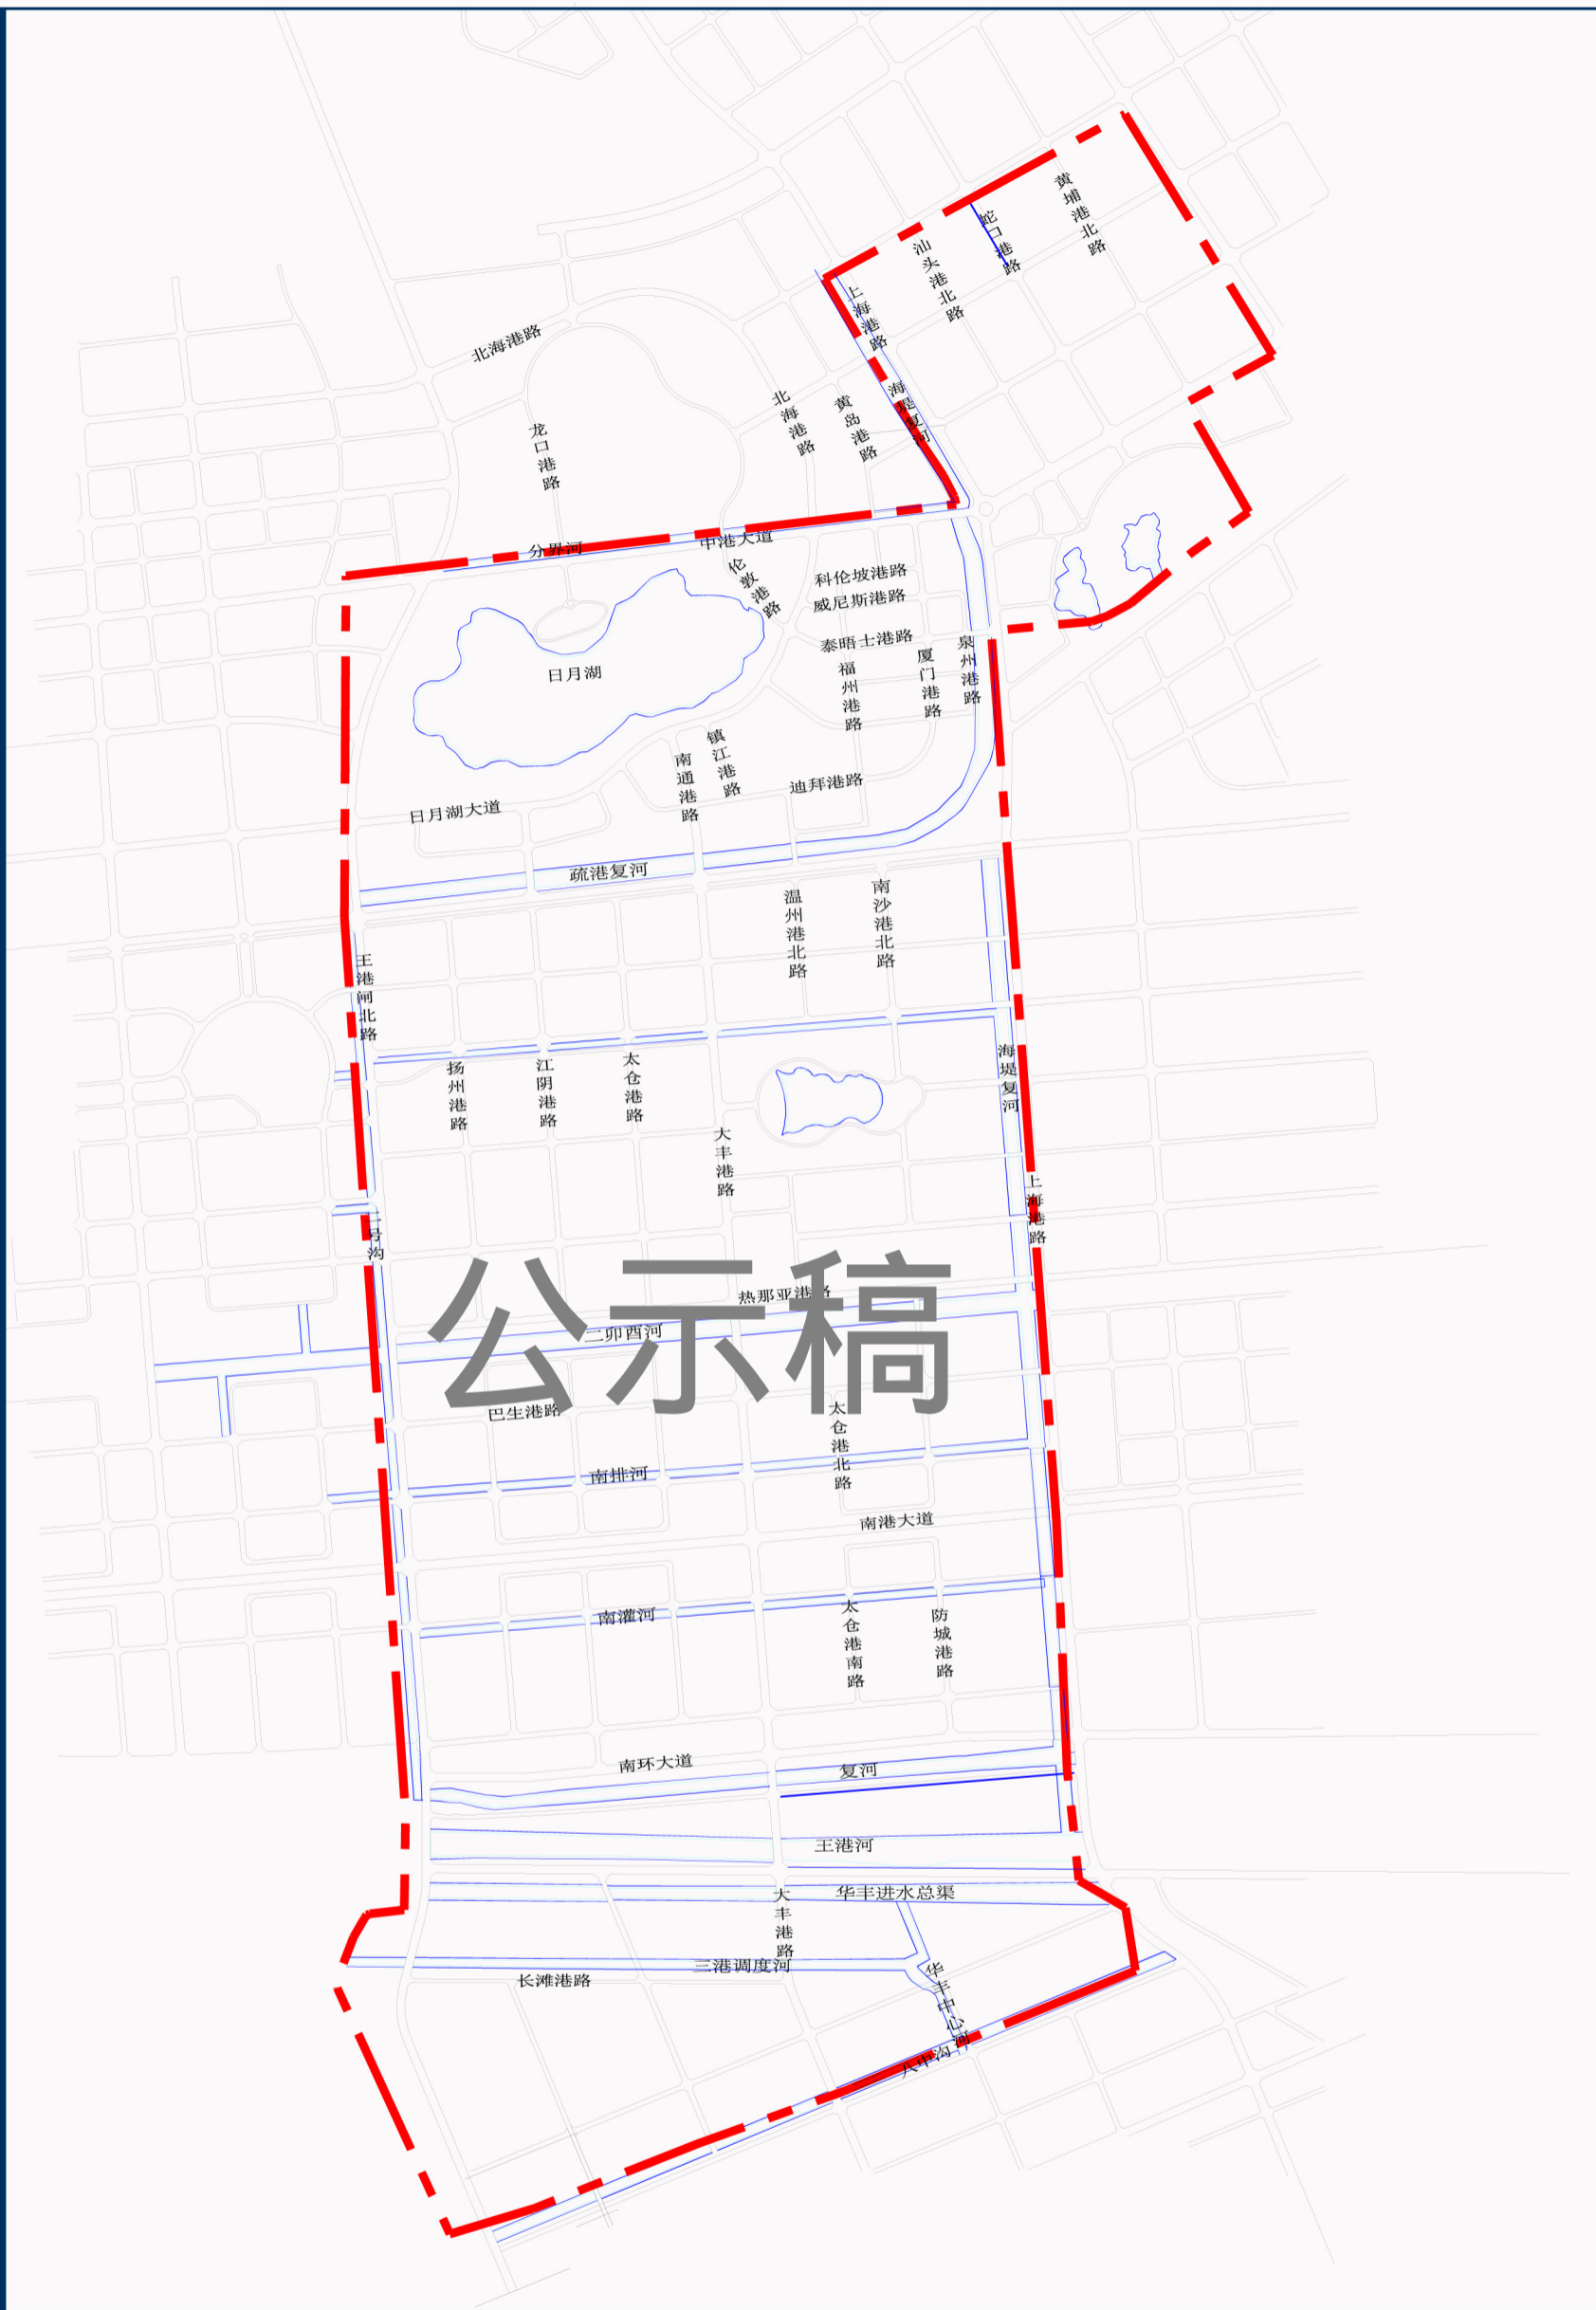 黄埔港北路
蛇口港路
汕头港北路
上海港路
北海港路
海堤复河
北海港路
黄岛港路
龙口港路
分界河
中港大道
伦敦港路
科伦坡港路
威尼斯港路
泰晤士港路
泉州港路
厦门港路
福州港路
日月湖
镇江港路
南通港路
迪拜港路
日月湖大道
疏港复河
温州港北路
南沙港北路
王港闸北路
扬州港路
江阴港路
太仓港路
海堤复河
大丰港路
上海港路
二号沟
公示稿
热那亚港路
二卯酉河
巴生港路
太仓港北路
南排河
南港大道
南灌河
太仓港南路
防城港路
南环大道
复河
王港河
华丰进水总渠
大丰港路
三港调度河
长滩港路
华丰中心河
八中沟